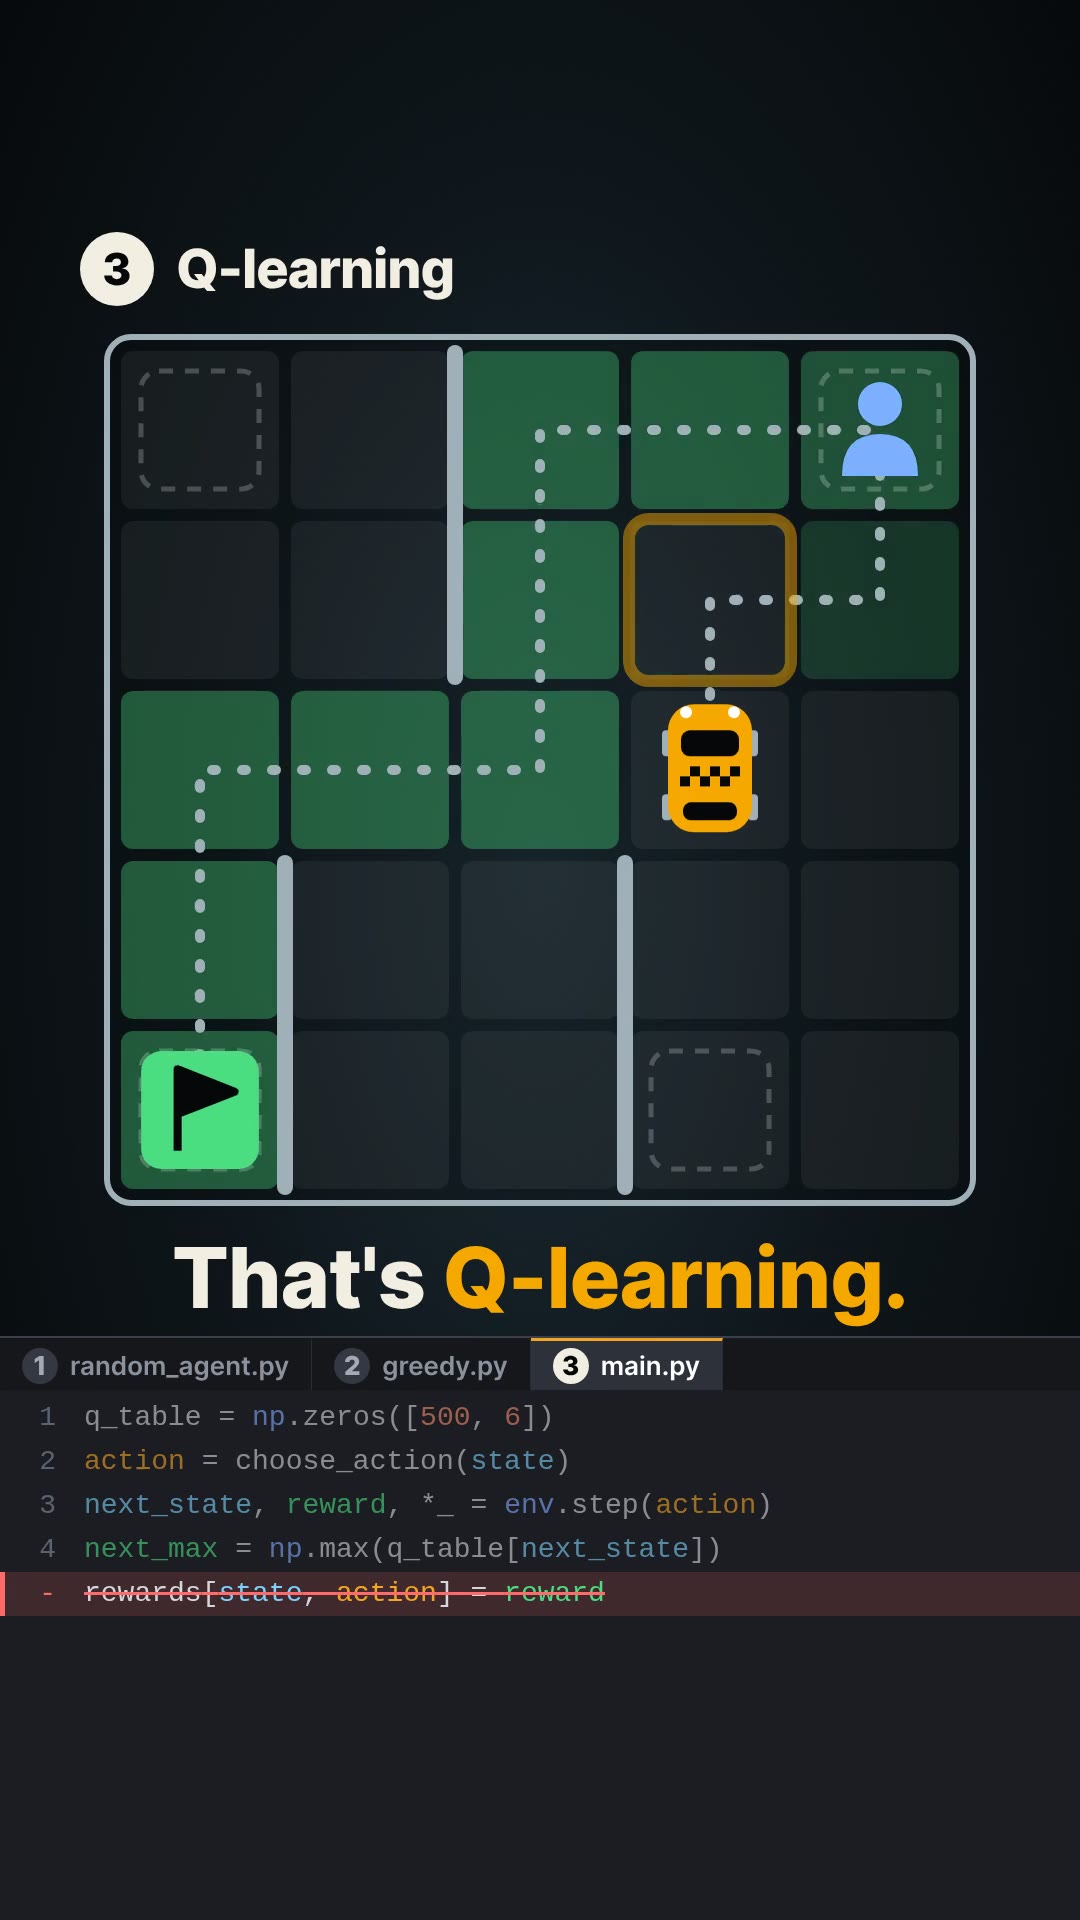 3 Q-learning
That's Q-learning.
1 random_agent.py 2 greedy.py 3 main.py
1 q_table = np.zeros([500, 6])
2 action = choose_action(state)
3 next_state, reward, *_ = env.step(action)
4 next_max = np.max(q_table[next_state])
- rewards[state, action] = reward